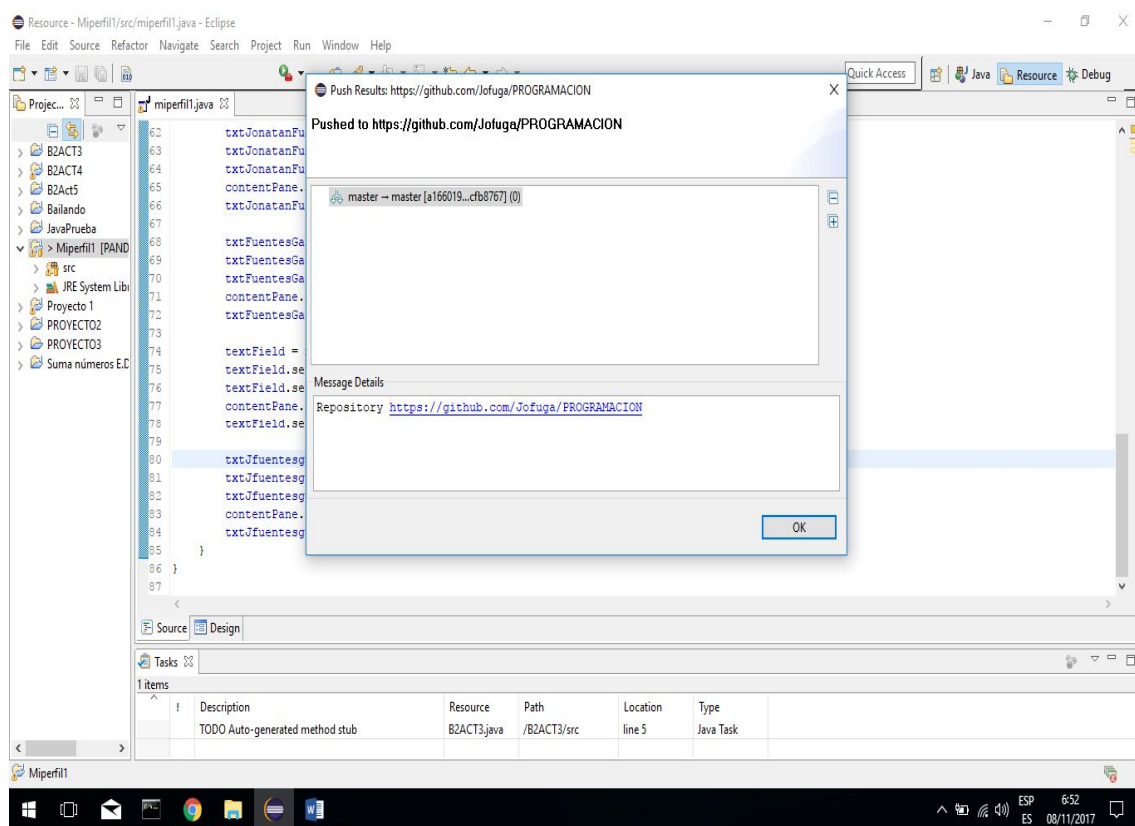 Resource - Miperfil1/src/miperfil1.java - Eclipse
File Edit Source Refactor Navigate Search Project Run Window Help
Quick Access
Java
Resource
Debug
Projec...
miperfil1.java
B2ACT3
B2ACT4
B2Act5
Bailando
JavaPrueba
> Miperfil1 [PAND
src
JRE System Libr
Proyecto 1
PROYECTO2
PROYECTO3
Suma números E.D
62 txtJonatanFu
63 txtJonatanFu
64 txtJonatanFu
65 contentPane.
66 txtJonatanFu
67
68 txtFuentesGa
69 txtFuentesGa
70 txtFuentesGa
71 contentPane.
72 txtFuentesGa
73
74 textField =
75 textField.se
76 textField.se
77 contentPane.
78 textField.se
79
80 txtJfuentesg
81 txtJfuentesg
82 txtJfuentesg
83 contentPane.
84 txtJfuentesg
85 }
86 }
87
Push Results: https://github.com/Jofuga/PROGRAMACION
X
Pushed to https://github.com/Jofuga/PROGRAMACION
master → master [a166019...cfb8767] (0)
Message Details
Repository https://github.com/Jofuga/PROGRAMACION
OK
Source Design
Tasks
1 items
! Description Resource Path Location Type
TODO Auto-generated method stub B2ACT3.java /B2ACT3/src line 5 Java Task
Miperfil1
ESP 6:52
ES 08/11/2017